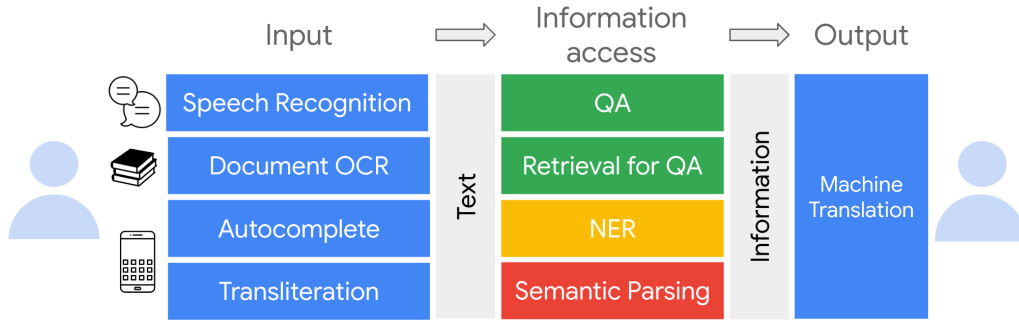 Input
Information
access
Output
Speech Recognition
Document OCR
Autocomplete
Transliteration
Text
QA
Retrieval for QA
NER
Semantic Parsing
Information
Machine
Translation